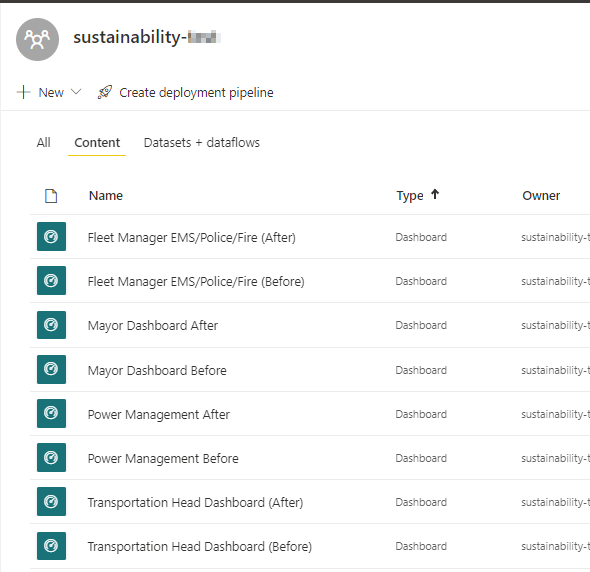 sustainability-
New
Create deployment pipeline
All Content Datasets + dataflows
Name Type ↑ Owner
Fleet Manager EMS/Police/Fire (After) Dashboard sustainability-t
Fleet Manager EMS/Police/Fire (Before) Dashboard sustainability-t
Mayor Dashboard After Dashboard sustainability-t
Mayor Dashboard Before Dashboard sustainability-t
Power Management After Dashboard sustainability-t
Power Management Before Dashboard sustainability-t
Transportation Head Dashboard (After) Dashboard sustainability-t
Transportation Head Dashboard (Before) Dashboard sustainability-t